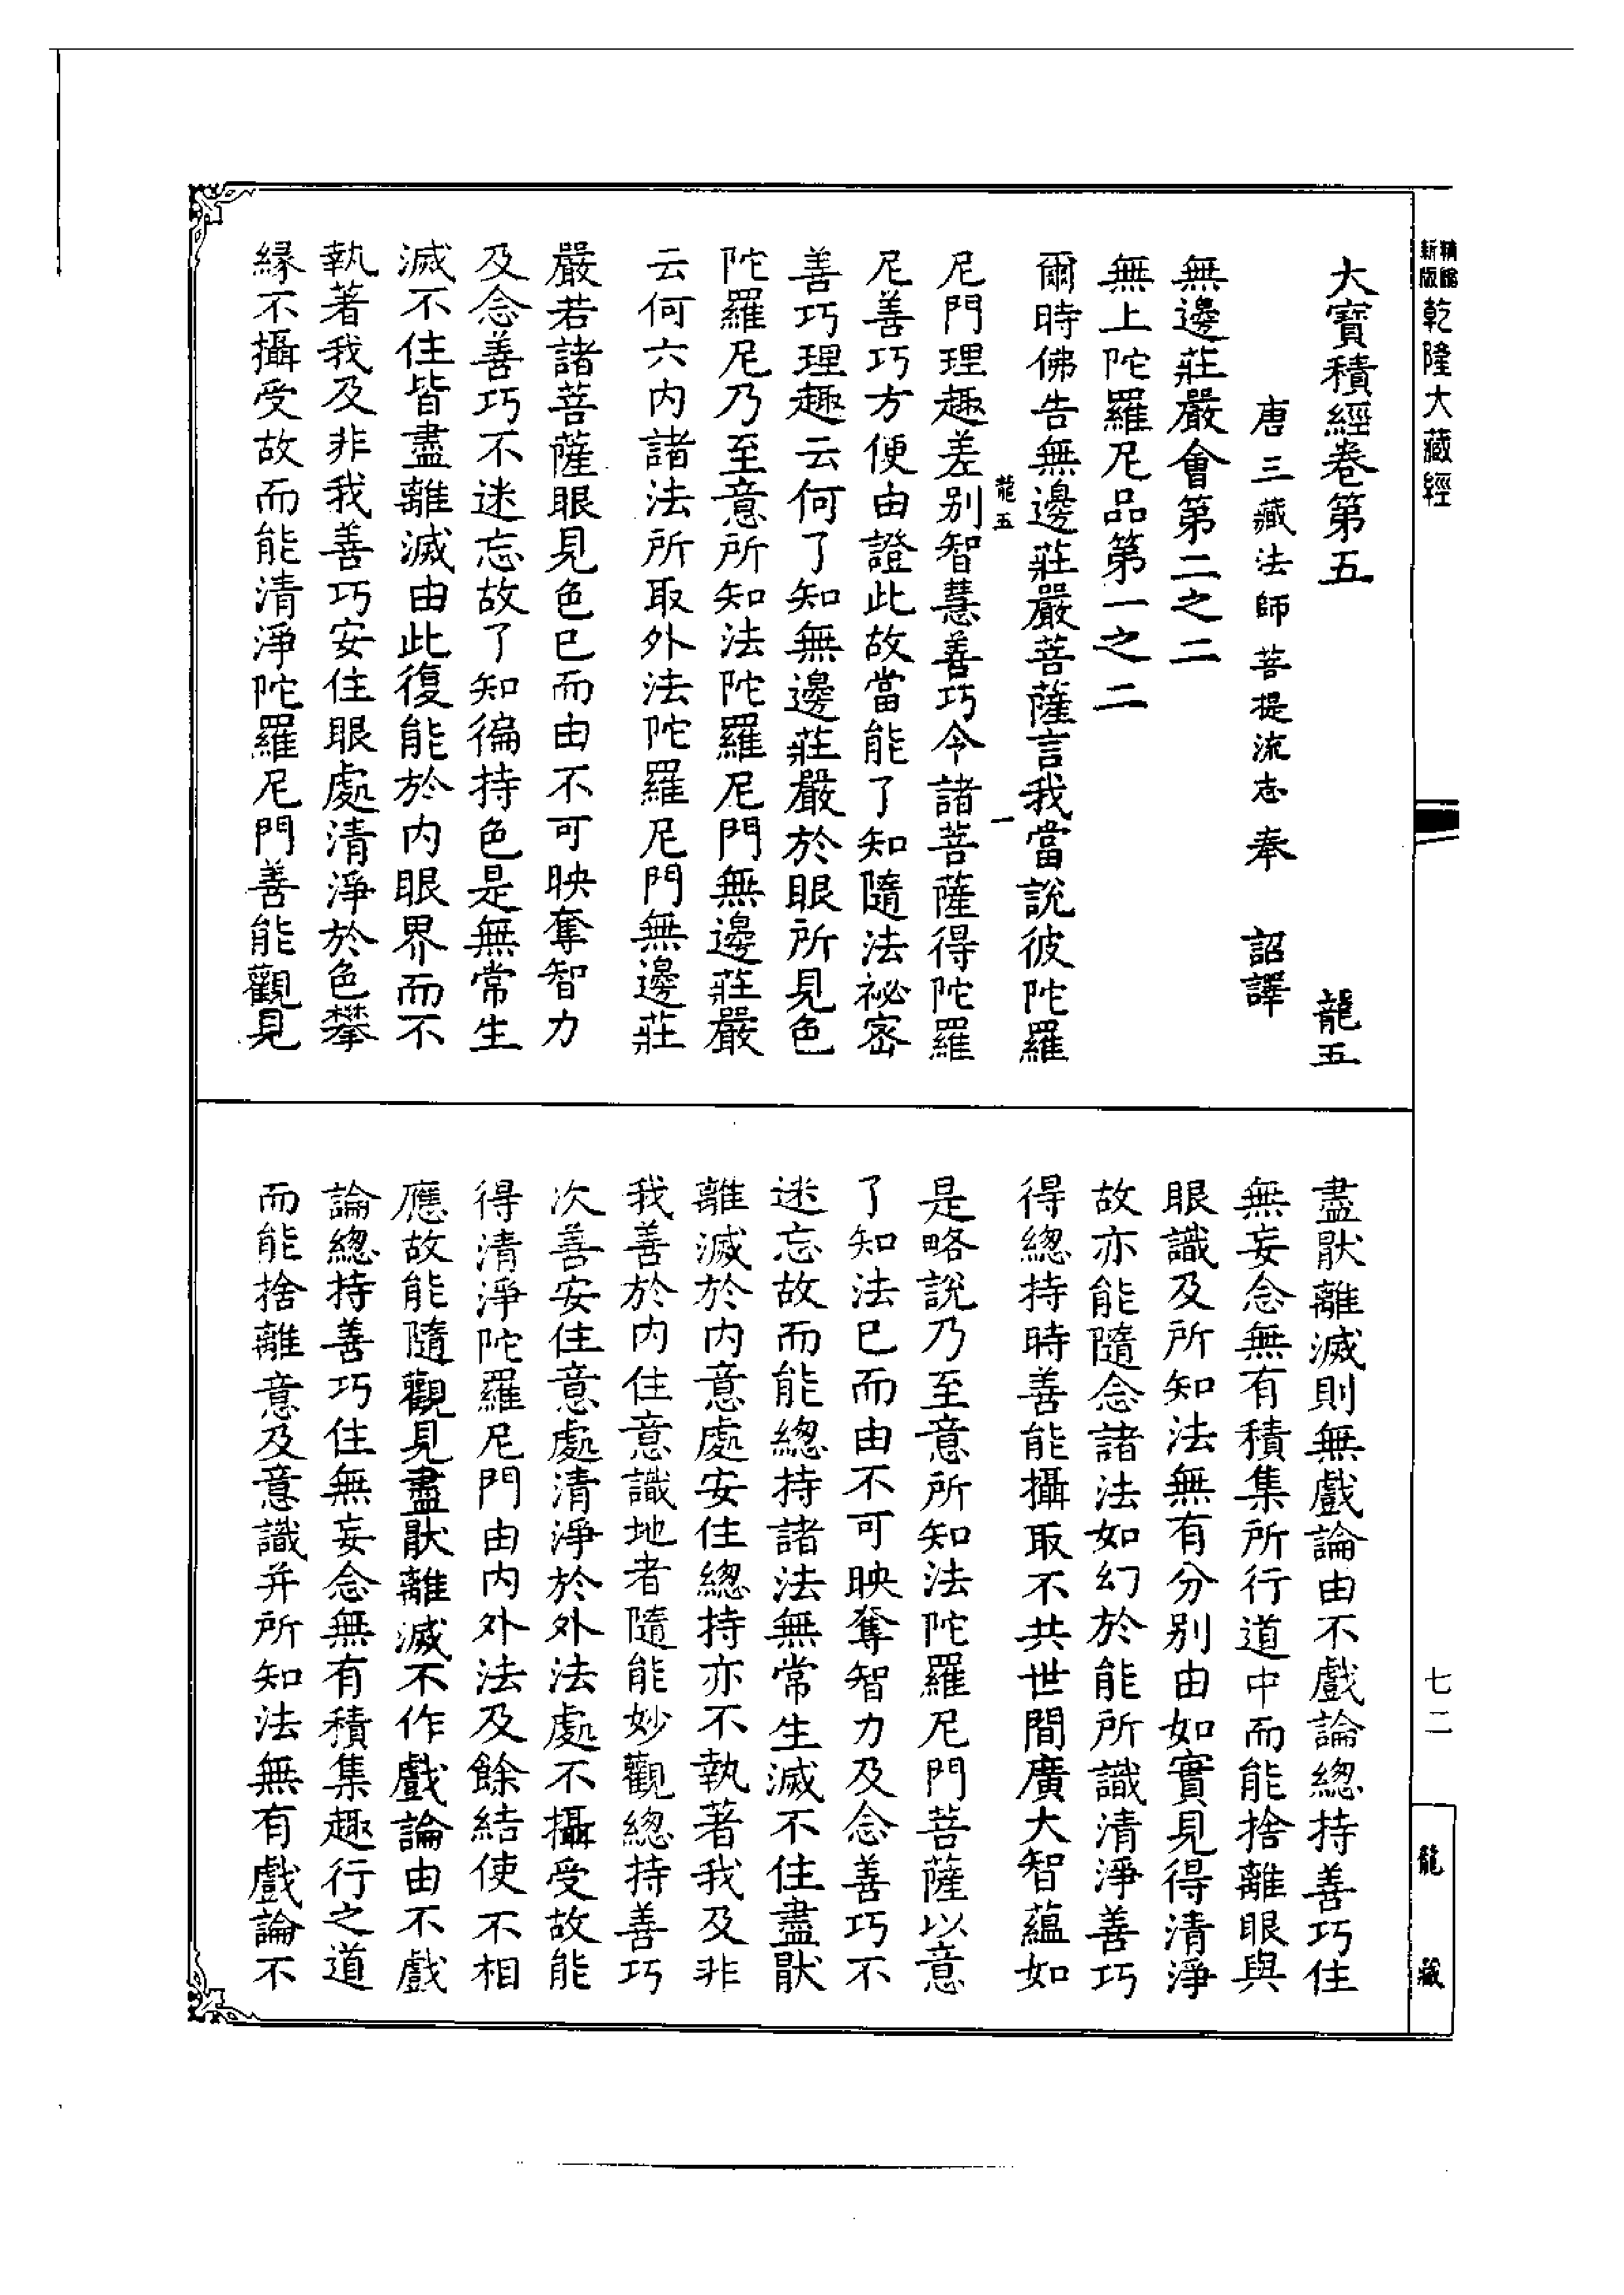 新版精縮乾隆大藏經
大寶積經卷第五 龍五
唐三藏法師菩提流志奉 詔譯
無邊莊嚴會第二之二
無上陀羅尼品第一之二
爾時佛告無邊莊嚴菩薩言我當說彼陀羅
龍五 一
尼門理趣差別智慧善巧令諸菩薩得陀羅
尼善巧方便由證此故當能了知隨法祕密
善巧理趣云何了知無邊莊嚴於眼所見色
陀羅尼乃至意所知法陀羅尼門無邊莊嚴
云何六內諸法所取外法陀羅尼門無邊莊
嚴若諸菩薩眼見色已而由不可映奪智力
及念善巧不迷忘故了知徧持色是無常生
滅不住皆盡離滅由此復能於內眼界而不
執著我及非我善巧安住眼處清淨於色攀
緣不攝受故而能清淨陀羅尼門善能觀見
盡猒離滅則無戲論由不戲論總持善巧住
無妄念無有積集所行道中而能捨離眼與
眼識及所知法無有分別由如實見得清淨
故亦能隨念諸法如幻於能所識清淨善巧
得總持時善能攝取不共世間廣大智蘊如
是略說乃至意所知法陀羅尼門菩薩以意
了知法已而由不可映奪智力及念善巧不
迷忘故而能總持諸法無常生滅不住盡猒
離滅於內意處安住總持亦不執著我及非
我善於內住意識地者隨能妙觀總持善巧
次善安住意處清淨於外法處不攝受故能
得清淨陀羅尼門由內外法及餘結使不相
應故能隨觀見盡猒離滅不作戲論由不戲
論總持善巧住無妄念無有積集趣行之道
而能捨離意及意識并所知法無有戲論不
七二
龍藏